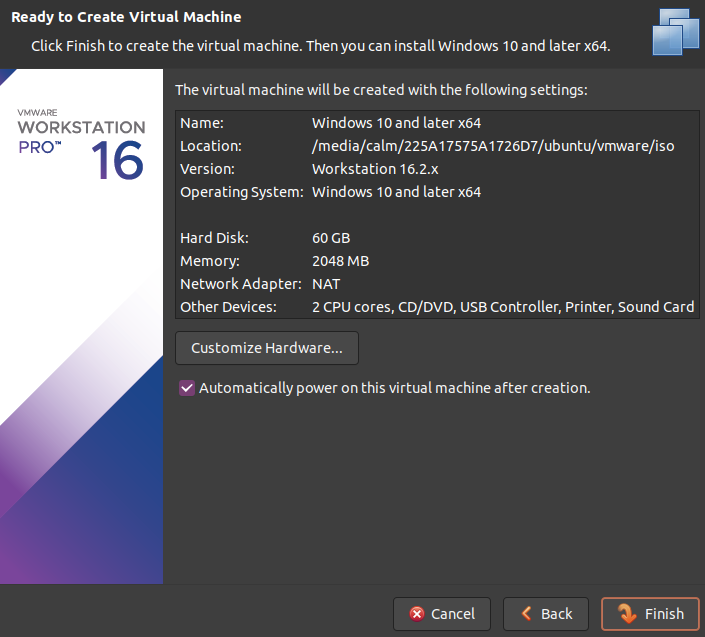 Ready to Create Virtual Machine
Click Finish to create the virtual machine. Then you can install Windows 10 and later x64.
VMWARE
WORKSTATION
PRO™ 16
The virtual machine will be created with the following settings:
Name: Windows 10 and later x64
Location: /media/calm/225A17575A1726D7/ubuntu/vmware/iso
Version: Workstation 16.2.x
Operating System: Windows 10 and later x64
Hard Disk: 60 GB
Memory: 2048 MB
Network Adapter: NAT
Other Devices: 2 CPU cores, CD/DVD, USB Controller, Printer, Sound Card
Customize Hardware...
Automatically power on this virtual machine after creation.
Cancel Back Finish